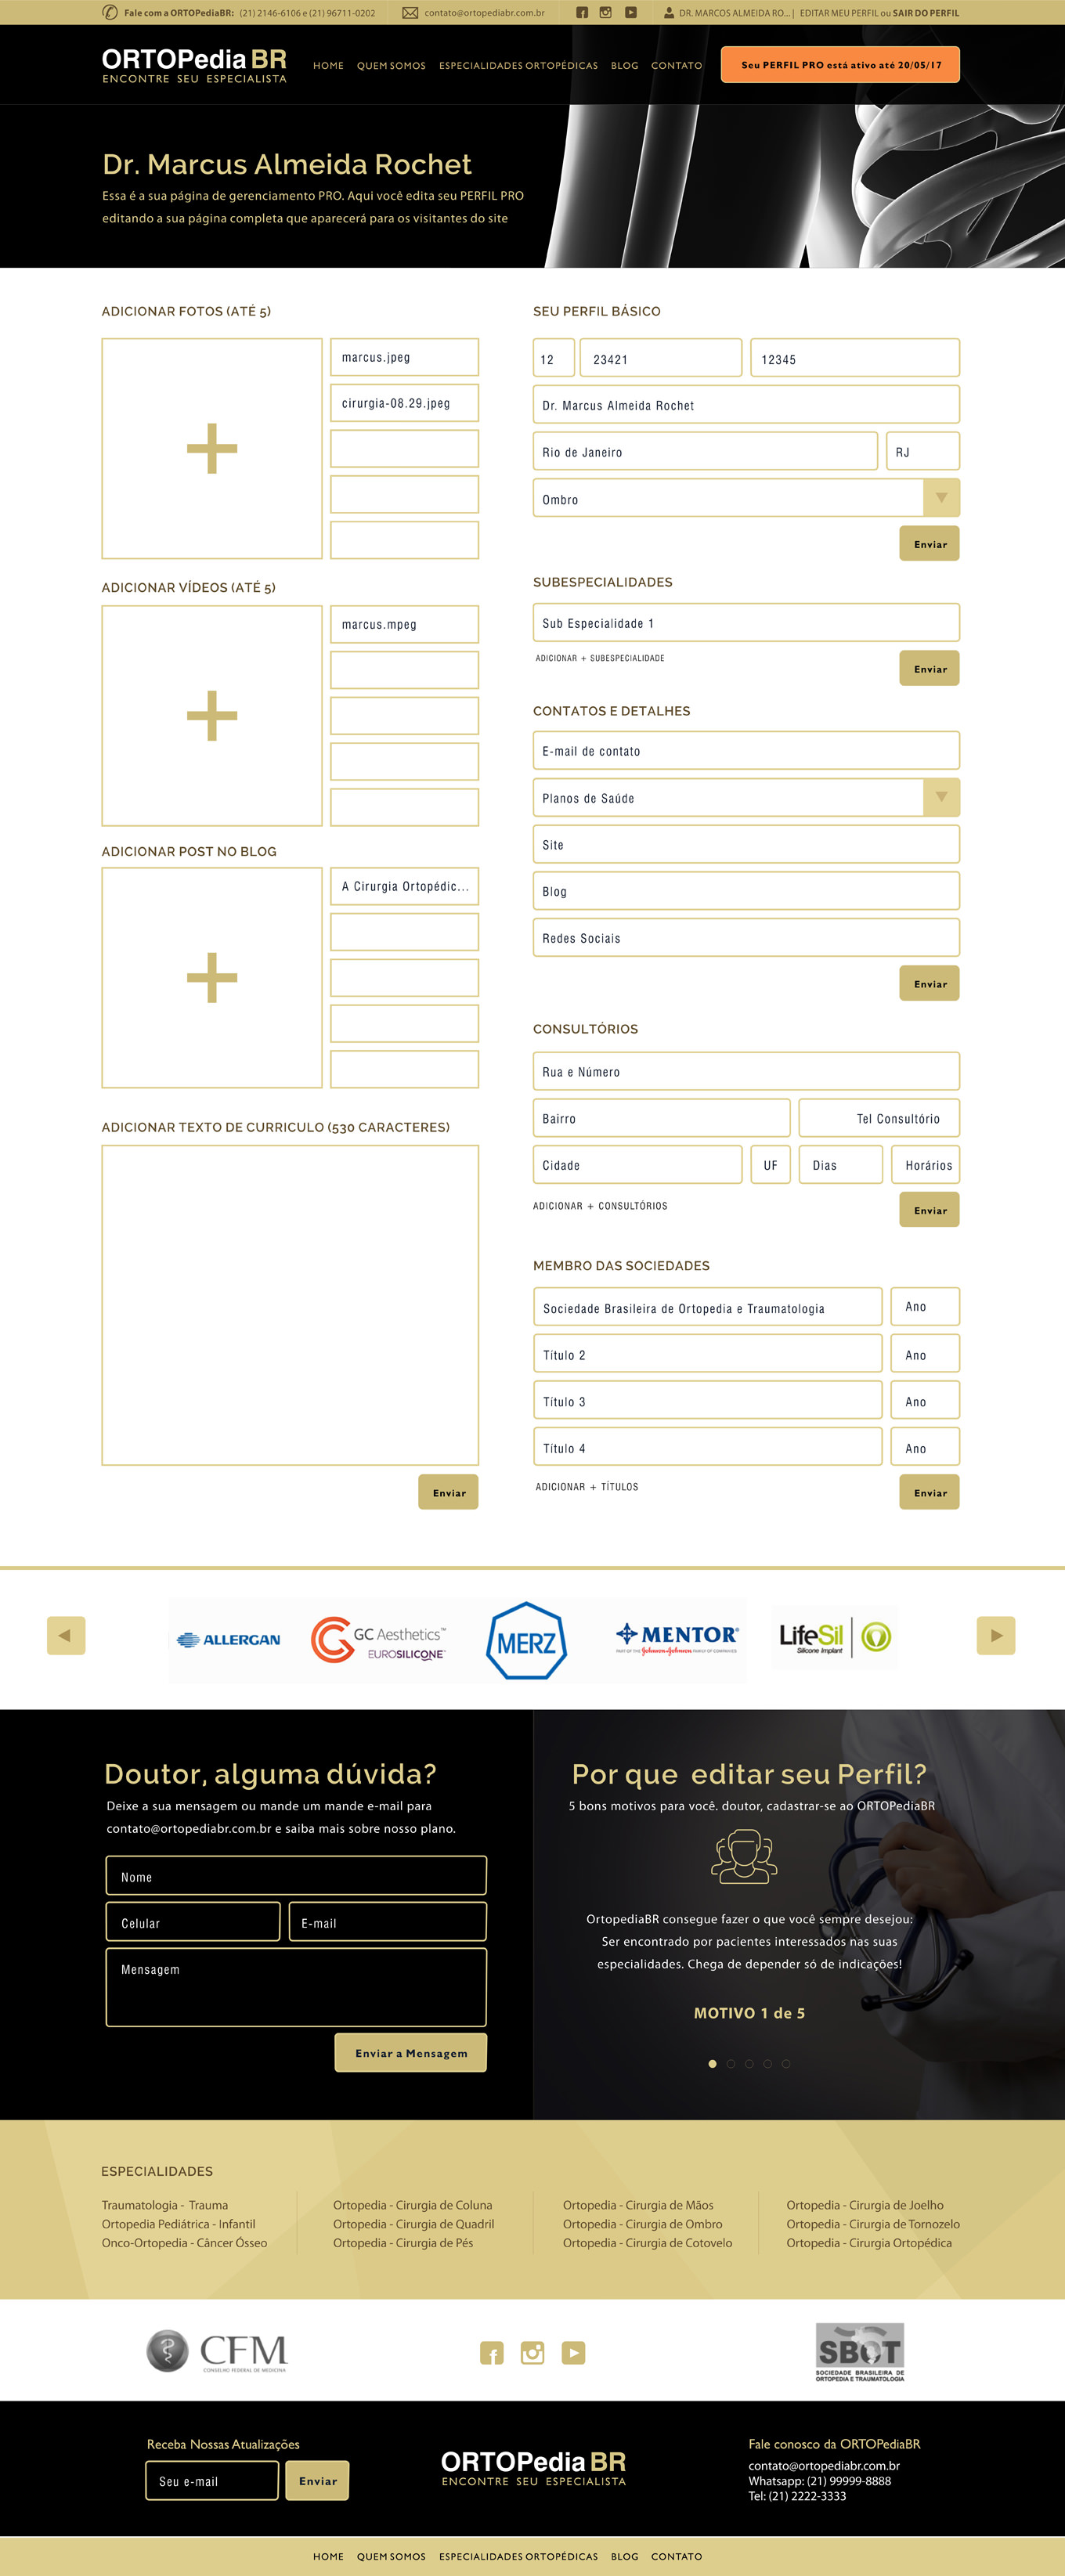 Fale com a ORTOPediaBR: (21) 2146-6106 e (21) 96711-0202
contato@ortopediabr.com.br
DR. MARCOS ALMEIDA RO... | EDITAR MEU PERFIL ou SAIR DO PERFIL
ORTOPedia BR
ENCONTRE SEU ESPECIALISTA
HOME QUEM SOMOS ESPECIALIDADES ORTOPÉDICAS BLOG CONTATO
Seu PERFIL PRO está ativo até 20/05/17
Dr. Marcus Almeida Rochet
Essa é a sua página de gerenciamento PRO. Aqui você edita seu PERFIL PRO
editando a sua página completa que aparecerá para os visitantes do site
ADICIONAR FOTOS (ATÉ 5)
marcus.jpeg
cirurgia-08.29.jpeg
ADICIONAR VÍDEOS (ATÉ 5)
marcus.mpeg
ADICIONAR POST NO BLOG
A Cirurgia Ortopédic...
ADICIONAR TEXTO DE CURRICULO (530 CARACTERES)
Enviar
SEU PERFIL BÁSICO
12 23421 12345
Dr. Marcus Almeida Rochet
Rio de Janeiro RJ
Ombro
Enviar
SUBESPECIALIDADES
Sub Especialidade 1
ADICIONAR + SUBESPECIALIDADE
Enviar
CONTATOS E DETALHES
E-mail de contato
Planos de Saúde
Site
Blog
Redes Sociais
Enviar
CONSULTÓRIOS
Rua e Número
Bairro Tel Consultório
Cidade UF Dias Horários
ADICIONAR + CONSULTÓRIOS
Enviar
MEMBRO DAS SOCIEDADES
Sociedade Brasileira de Ortopedia e Traumatologia Ano
Título 2 Ano
Título 3 Ano
Título 4 Ano
ADICIONAR + TÍTULOS
Enviar
ALLERGAN
GC Aesthetics™
EUROSILICONE™
MERZ
MENTOR®
PART OF THE Johnson-Johnson FAMILY OF COMPANIES
LifeSil
Silicone Implant
Doutor, alguma dúvida?
Deixe a sua mensagem ou mande um mande e-mail para
contato@ortopediabr.com.br e saiba mais sobre nosso plano.
Nome
Celular E-mail
Mensagem
Enviar a Mensagem
Por que editar seu Perfil?
5 bons motivos para você. doutor, cadastrar-se ao ORTOPediaBR
OrtopediaBR consegue fazer o que você sempre desejou:
Ser encontrado por pacientes interessados nas suas
especialidades. Chega de depender só de indicações!
MOTIVO 1 de 5
ESPECIALIDADES
Traumatologia - Trauma
Ortopedia Pediátrica - Infantil
Onco-Ortopedia - Câncer Ósseo
Ortopedia - Cirurgia de Coluna
Ortopedia - Cirurgia de Quadril
Ortopedia - Cirurgia de Pés
Ortopedia - Cirurgia de Mãos
Ortopedia - Cirurgia de Ombro
Ortopedia - Cirurgia de Cotovelo
Ortopedia - Cirurgia de Joelho
Ortopedia - Cirurgia de Tornozelo
Ortopedia - Cirurgia Ortopédica
CFM
CONSELHO FEDERAL DE MEDICINA
SBOT
SOCIEDADE BRASILEIRA DE
ORTOPEDIA E TRAUMATOLOGIA
Receba Nossas Atualizações
Seu e-mail
Enviar
ORTOPedia BR
ENCONTRE SEU ESPECIALISTA
Fale conosco da ORTOPediaBR
contato@ortopediabr.com.br
Whatsapp: (21) 99999-8888
Tel: (21) 2222-3333
HOME QUEM SOMOS ESPECIALIDADES ORTOPÉDICAS BLOG CONTATO